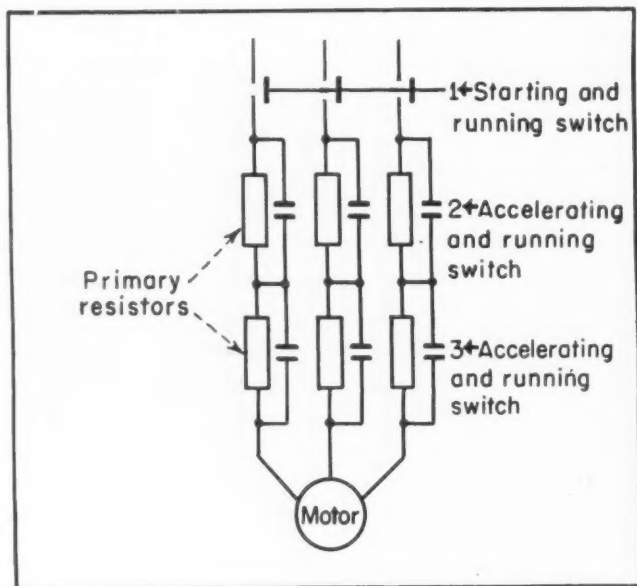 1←Starting and
running switch
2←Accelerating
and running
switch
Primary
resistors
3←Accelerating
and running
switch
Motor